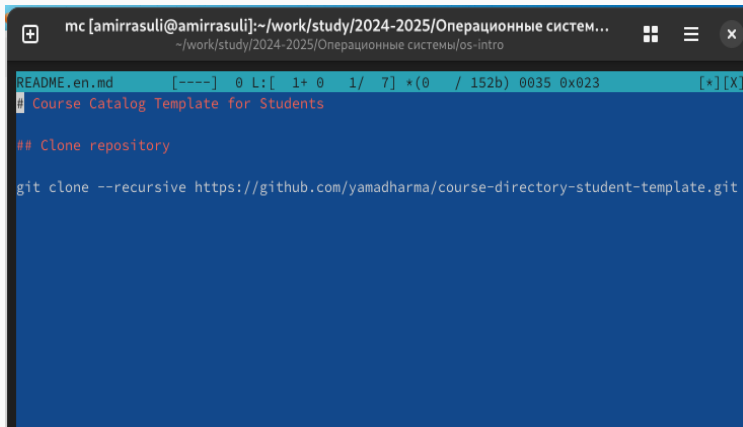 mc [amirrasuli@amirrasuli]:~/work/study/2024-2025/Операционные систем...
~/work/study/2024-2025/Операционные системы/os-intro
README.en.md [----] 0 L:[ 1+ 0 1/ 7] *(0 / 152b) 0035 0x023 [*][X]
# Course Catalog Template for Students
## Clone repository
git clone --recursive https://github.com/yamadharma/course-directory-student-template.git